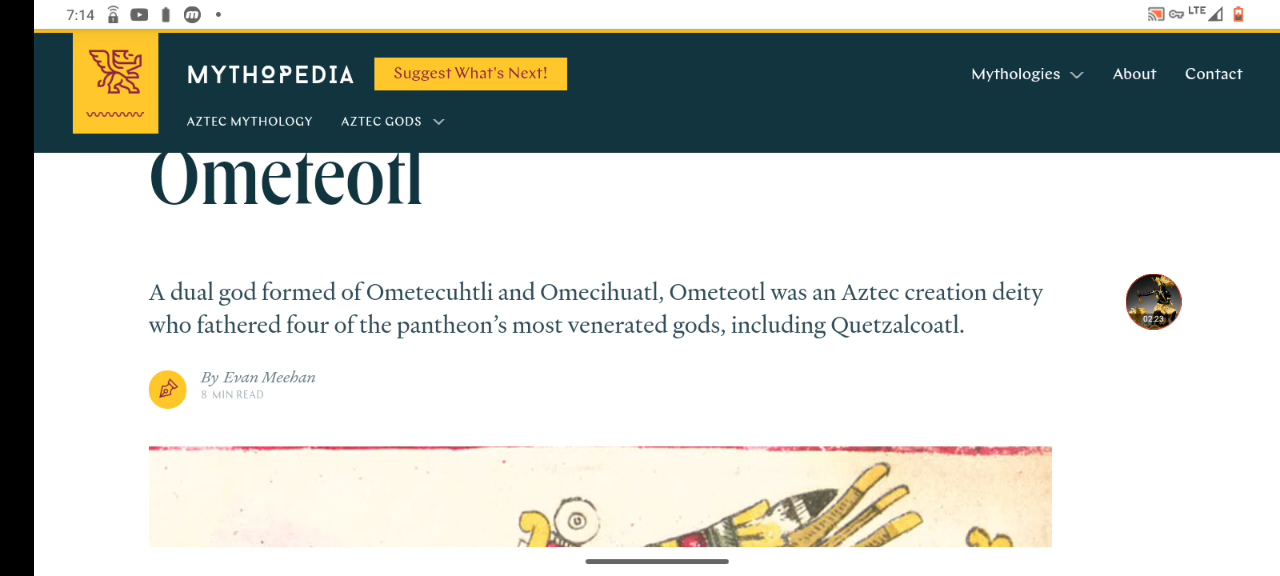 7:14 LTE
MYTHOPEDIA Suggest What's Next! Mythologies About Contact
AZTEC MYTHOLOGY AZTEC GODS
Ometeotl
A dual god formed of Ometecuhtli and Omecihuatl, Ometeotl was an Aztec creation deity
who fathered four of the pantheon’s most venerated gods, including Quetzalcoatl.
02:23
By Evan Meehan
8 MIN READ